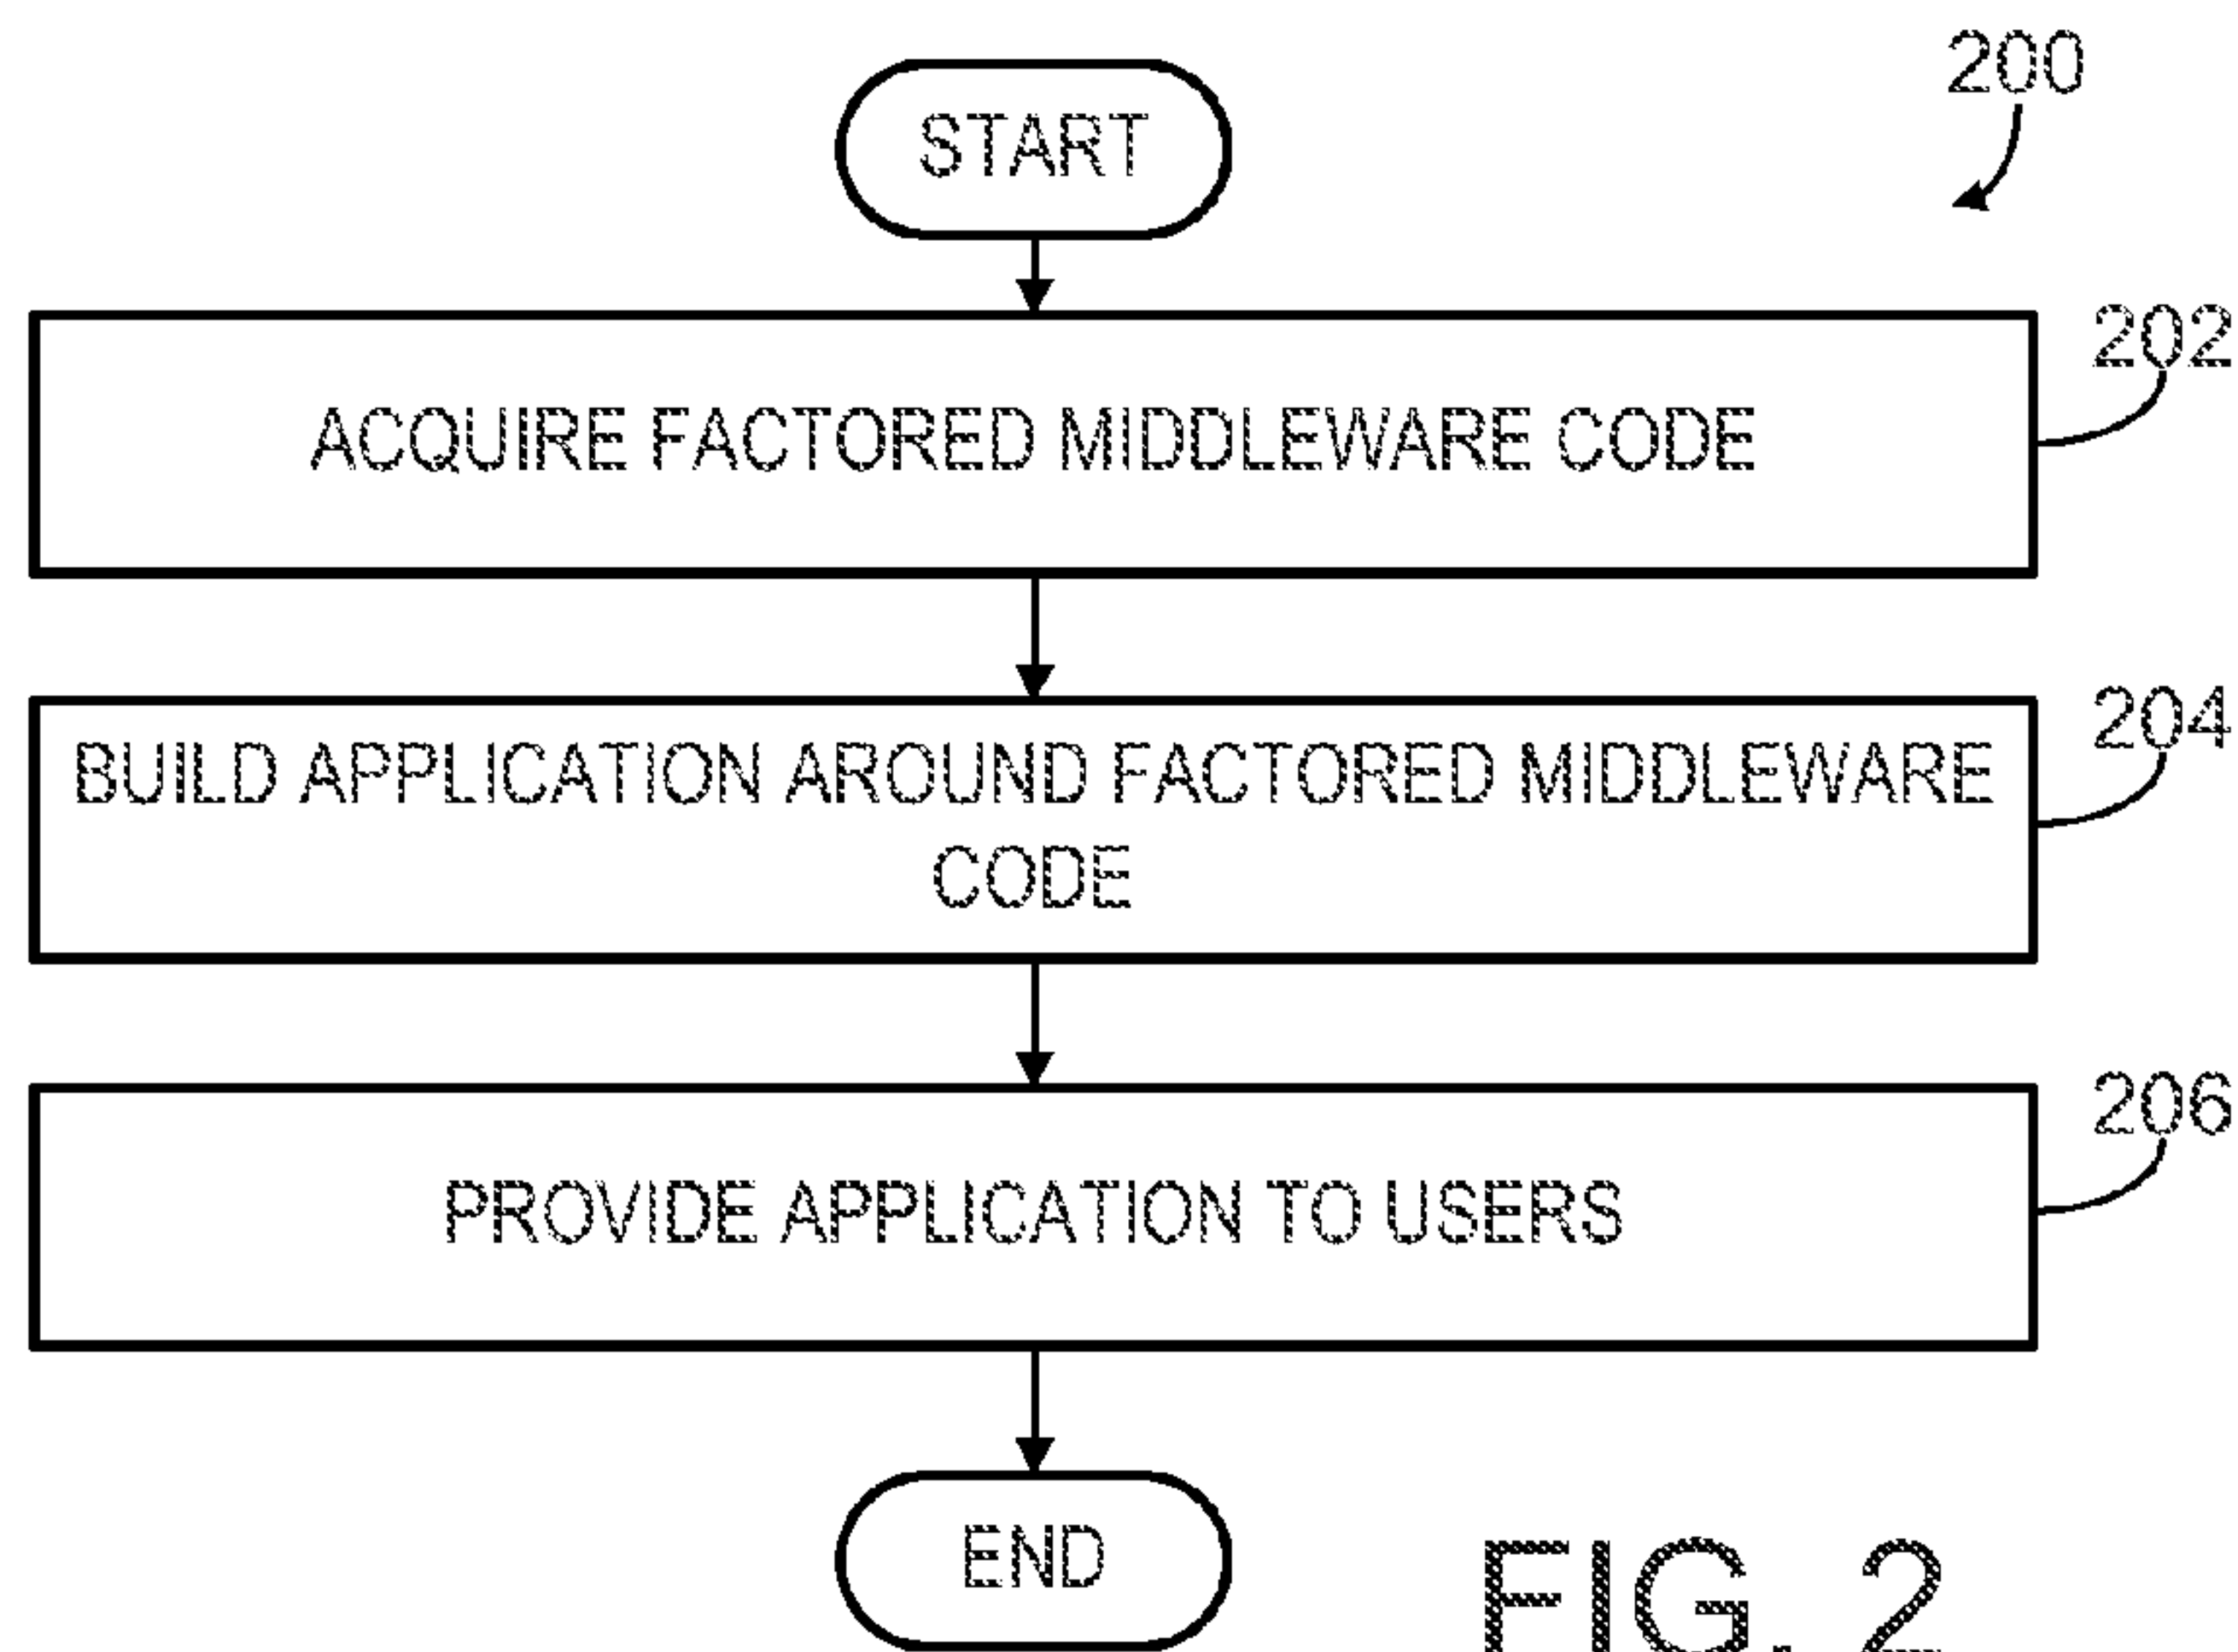 200
START
202
ACQUIRE FACTORED MIDDLEWARE CODE
204
BUILD APPLICATION AROUND FACTORED MIDDLEWARE
CODE
206
PROVIDE APPLICATION TO USERS
END
FIG. 2